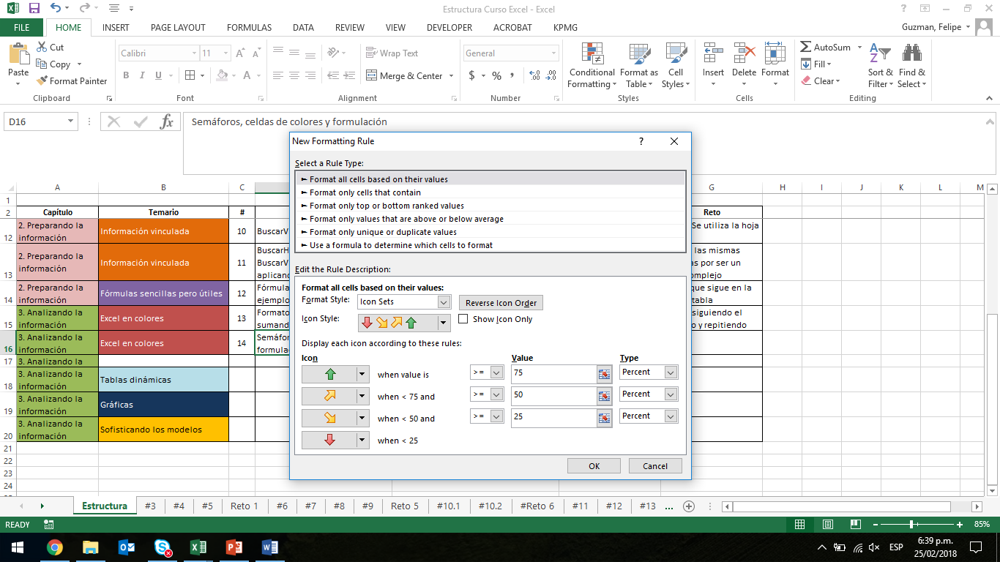 Estructura Curso Excel - Excel
FILE HOME INSERT PAGE LAYOUT FORMULAS DATA REVIEW VIEW DEVELOPER ACROBAT KPMG Guzman, Felipe
Paste Cut
Copy
Format Painter
Clipboard
Calibri 11
B I U A
Font
Wrap Text
Merge & Center
Alignment
General
$ % ,
Number
Conditional Formatting
Format as Table
Cell Styles
Styles
Insert Delete Format
Cells
AutoSum
Fill
Clear
Sort & Filter
Find & Select
Editing
D16 fx Semáforos, celdas de colores y formulación
A B C G H I J K L M
1
2 Capítulo Temario # Reto
12 2. Preparando la información Información vinculada 10 BuscarV Se utiliza la hoja
13 2. Preparando la información Información vinculada 11 BuscarH
BuscarV
aplicand
las mismas
as por ser un
omplejo
14 2. Preparando la información Fórmulas sencillas pero útiles 12 Fórmula
ejemplo
que sigue en la
tabla
15 3. Analizando la información Excel en colores 13 Formato
suman
siguiendo el
o y repitiendo
16 3. Analizando la información Excel en colores 14 Semáfor
formula
17 3. Analizando la
18 3. Analizando la información Tablas dinámicas
19 3. Analizando la información Gráficas
20 3. Analizando la información Sofisticando los modelos
21
22
23
24
New Formatting Rule ?
Select a Rule Type:
► Format all cells based on their values
► Format only cells that contain
► Format only top or bottom ranked values
► Format only values that are above or below average
► Format only unique or duplicate values
► Use a formula to determine which cells to format
Edit the Rule Description:
Format all cells based on their values:
Format Style: Icon Sets Reverse Icon Order
Icon Style: Show Icon Only
Display each icon according to these rules:
Icon Value Type
when value is >= 75 Percent
when < 75 and >= 50 Percent
when < 50 and >= 25 Percent
when < 25
OK Cancel
Estructura #3 #4 #5 Reto 1 #6 #7 #8 #9 Reto 5 #10.1 #10.2 #Reto 6 #11 #12 #13 ...
READY 85%
ESP 6:39 p.m.
25/02/2018